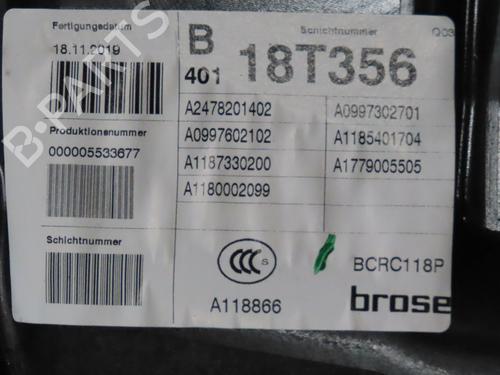 Fertigungsdatum
18.11.2019
B
401
Schichtnummer
18T356
A2478201402
A0997302701
Produktionsnummer
000005533677
A0997602102
A1185401704
A1187330200
A1779005505
A1180002099
Schichtnummer
CCC
S
A118866
BCRC118P
brose
B-PARTS